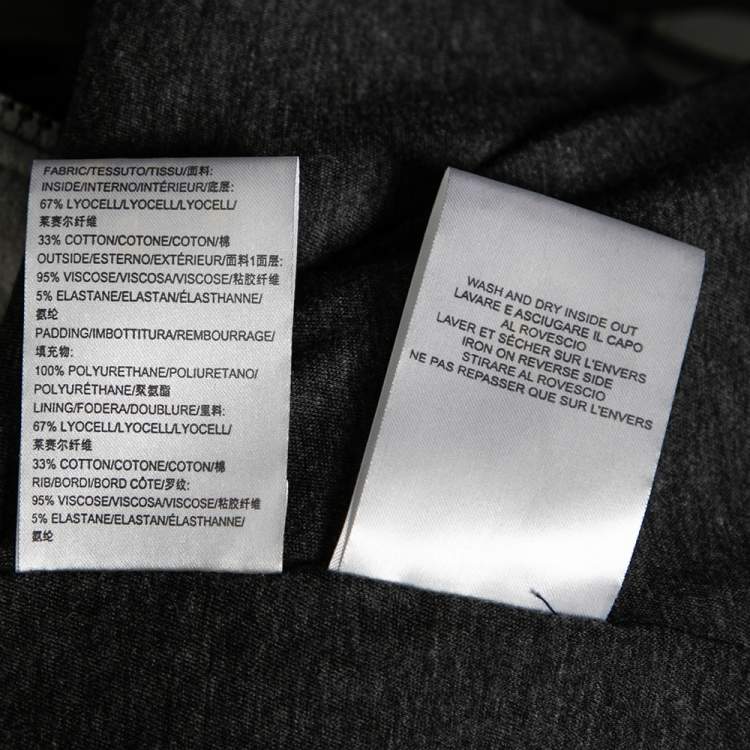 FABRIC/TESSUTO/TISSU/面料:
INSIDE/INTERNO/INTÉRIEUR/底层:
67% LYOCELL/LYOCELL/LYOCELL/
莱赛尔纤维
33% COTTON/COTONE/COTON/棉
OUTSIDE/ESTERNO/EXTÉRIEUR/面料1面层:
95% VISCOSE/VISCOSA/VISCOSE/粘胶纤维
5% ELASTANE/ELASTAN/ÉLASTHANNE/
氨纶
PADDING/IMBOTTITURA/REMBOURRAGE/
填充物:
100% POLYURETHANE/POLIURETANO/
POLYURÉTHANE/聚氨酯
LINING/FODERA/DOUBLURE/里料:
67% LYOCELL/LYOCELL/LYOCELL/
莱赛尔纤维
33% COTTON/COTONE/COTON/棉
RIB/BORDI/BORD CÔTE/罗纹:
95% VISCOSE/VISCOSA/VISCOSE/粘胶纤维
5% ELASTANE/ELASTAN/ÉLASTHANNE/
氨纶
WASH AND DRY INSIDE OUT
LAVARE E ASCIUGARE IL CAPO
AL ROVESCIO
LAVER ET SÉCHER SUR L'ENVERS
IRON ON REVERSE SIDE
STIRARE AL ROVESCIO
NE PAS REPASSER QUE SUR L'ENVERS